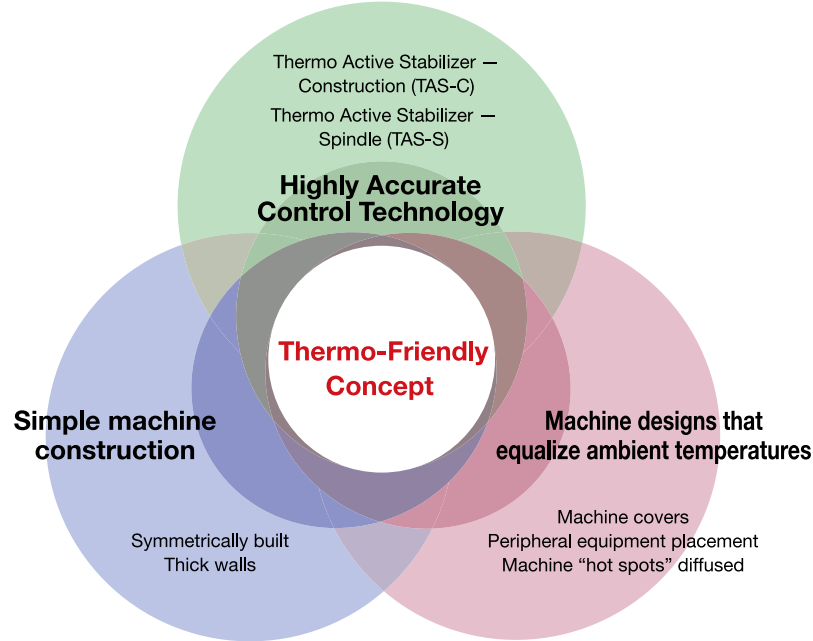 Thermo Active Stabilizer —
Construction (TAS-C)
Thermo Active Stabilizer —
Spindle (TAS-S)
Highly Accurate
Control Technology
Thermo-Friendly
Concept
Simple machine
construction
Symmetrically built
Thick walls
Machine designs that
equalize ambient temperatures
Machine covers
Peripheral equipment placement
Machine “hot spots” diffused